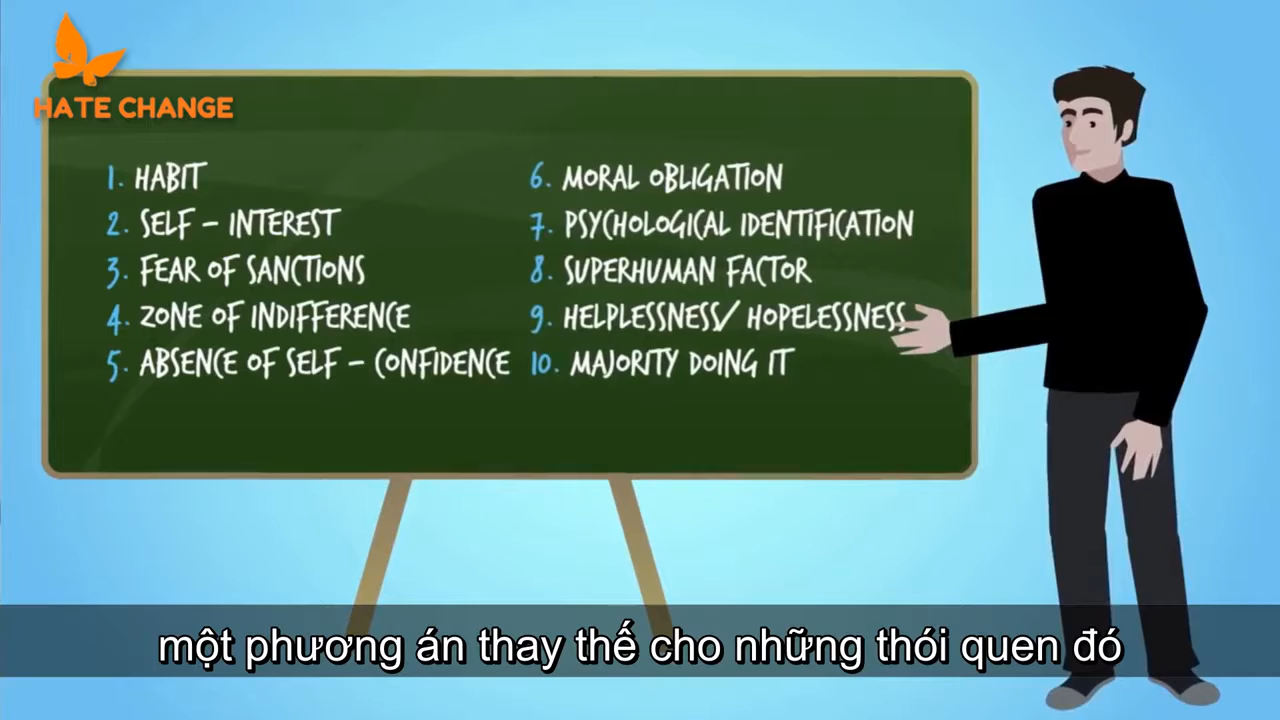 HATE CHANGE
1. HABIT
2. SELF – INTEREST
3. FEAR OF SANCTIONS
4. ZONE OF INDIFFERENCE
5. ABSENCE OF SELF – CONFIDENCE
6. MORAL OBLIGATION
7. PSYCHOLOGICAL IDENTIFICATION
8. SUPERHUMAN FACTOR
9. HELPLESSNESS/ HOPELESSNESS
10. MAJORITY DOING IT
một phương án thay thế cho những thói quen đó